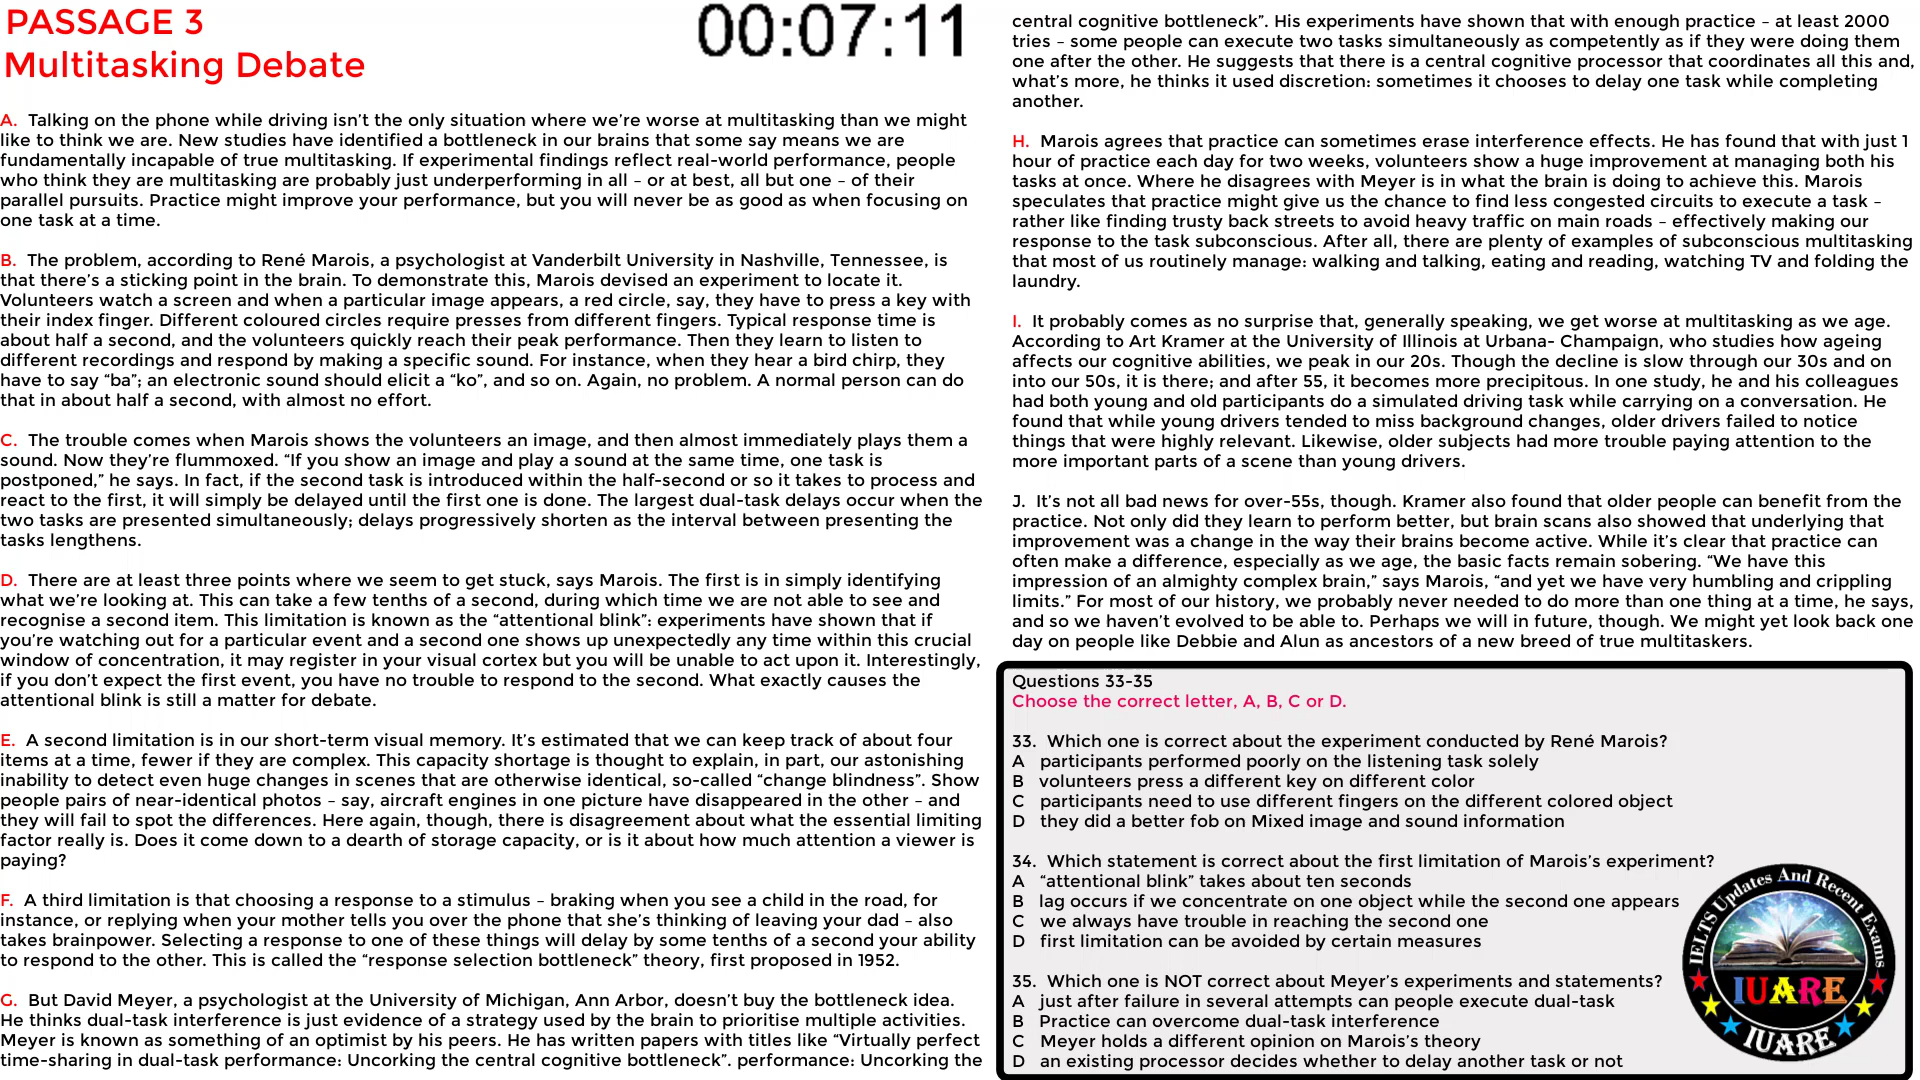 PASSAGE 3
Multitasking Debate
00:07:11
A. Talking on the phone while driving isn’t the only situation where we’re worse at multitasking than we might
like to think we are. New studies have identified a bottleneck in our brains that some say means we are
fundamentally incapable of true multitasking. If experimental findings reflect real-world performance, people
who think they are multitasking are probably just underperforming in all – or at best, all but one – of their
parallel pursuits. Practice might improve your performance, but you will never be as good as when focusing on
one task at a time.
B. The problem, according to René Marois, a psychologist at Vanderbilt University in Nashville, Tennessee, is
that there’s a sticking point in the brain. To demonstrate this, Marois devised an experiment to locate it.
Volunteers watch a screen and when a particular image appears, a red circle, say, they have to press a key with
their index finger. Different coloured circles require presses from different fingers. Typical response time is
about half a second, and the volunteers quickly reach their peak performance. Then they learn to listen to
different recordings and respond by making a specific sound. For instance, when they hear a bird chirp, they
have to say “ba”; an electronic sound should elicit a “ko”, and so on. Again, no problem. A normal person can do
that in about half a second, with almost no effort.
C. The trouble comes when Marois shows the volunteers an image, and then almost immediately plays them a
sound. Now they’re flummoxed. “If you show an image and play a sound at the same time, one task is
postponed,” he says. In fact, if the second task is introduced within the half-second or so it takes to process and
react to the first, it will simply be delayed until the first one is done. The largest dual-task delays occur when the
two tasks are presented simultaneously; delays progressively shorten as the interval between presenting the
tasks lengthens.
D. There are at least three points where we seem to get stuck, says Marois. The first is in simply identifying
what we’re looking at. This can take a few tenths of a second, during which time we are not able to see and
recognise a second item. This limitation is known as the “attentional blink”: experiments have shown that if
you’re watching out for a particular event and a second one shows up unexpectedly any time within this crucial
window of concentration, it may register in your visual cortex but you will be unable to act upon it. Interestingly,
if you don’t expect the first event, you have no trouble to respond to the second. What exactly causes the
attentional blink is still a matter for debate.
E. A second limitation is in our short-term visual memory. It’s estimated that we can keep track of about four
items at a time, fewer if they are complex. This capacity shortage is thought to explain, in part, our astonishing
inability to detect even huge changes in scenes that are otherwise identical, so-called “change blindness”. Show
people pairs of near-identical photos – say, aircraft engines in one picture have disappeared in the other – and
they will fail to spot the differences. Here again, though, there is disagreement about what the essential limiting
factor really is. Does it come down to a dearth of storage capacity, or is it about how much attention a viewer is
paying?
F. A third limitation is that choosing a response to a stimulus – braking when you see a child in the road, for
instance, or replying when your mother tells you over the phone that she’s thinking of leaving your dad – also
takes brainpower. Selecting a response to one of these things will delay by some tenths of a second your ability
to respond to the other. This is called the “response selection bottleneck” theory, first proposed in 1952.
G. But David Meyer, a psychologist at the University of Michigan, Ann Arbor, doesn’t buy the bottleneck idea.
He thinks dual-task interference is just evidence of a strategy used by the brain to prioritise multiple activities.
Meyer is known as something of an optimist by his peers. He has written papers with titles like “Virtually perfect
time-sharing in dual-task performance: Uncorking the central cognitive bottleneck”. performance: Uncorking the
central cognitive bottleneck”. His experiments have shown that with enough practice – at least 2000
tries – some people can execute two tasks simultaneously as competently as if they were doing them
one after the other. He suggests that there is a central cognitive processor that coordinates all this and,
what’s more, he thinks it used discretion: sometimes it chooses to delay one task while completing
another.
H. Marois agrees that practice can sometimes erase interference effects. He has found that with just 1
hour of practice each day for two weeks, volunteers show a huge improvement at managing both his
tasks at once. Where he disagrees with Meyer is in what the brain is doing to achieve this. Marois
speculates that practice might give us the chance to find less congested circuits to execute a task –
rather like finding trusty back streets to avoid heavy traffic on main roads – effectively making our
response to the task subconscious. After all, there are plenty of examples of subconscious multitasking
that most of us routinely manage: walking and talking, eating and reading, watching TV and folding the
laundry.
I. It probably comes as no surprise that, generally speaking, we get worse at multitasking as we age.
According to Art Kramer at the University of Illinois at Urbana- Champaign, who studies how ageing
affects our cognitive abilities, we peak in our 20s. Though the decline is slow through our 30s and on
into our 50s, it is there; and after 55, it becomes more precipitous. In one study, he and his colleagues
had both young and old participants do a simulated driving task while carrying on a conversation. He
found that while young drivers tended to miss background changes, older drivers failed to notice
things that were highly relevant. Likewise, older subjects had more trouble paying attention to the
more important parts of a scene than young drivers.
J. It’s not all bad news for over-55s, though. Kramer also found that older people can benefit from the
practice. Not only did they learn to perform better, but brain scans also showed that underlying that
improvement was a change in the way their brains become active. While it’s clear that practice can
often make a difference, especially as we age, the basic facts remain sobering. “We have this
impression of an almighty complex brain,” says Marois, “and yet we have very humbling and crippling
limits.” For most of our history, we probably never needed to do more than one thing at a time, he says,
and so we haven’t evolved to be able to. Perhaps we will in future, though. We might yet look back one
day on people like Debbie and Alun as ancestors of a new breed of true multitaskers.
Questions 33-35
Choose the correct letter, A, B, C or D.
33. Which one is correct about the experiment conducted by René Marois?
A participants performed poorly on the listening task solely
B volunteers press a different key on different color
C participants need to use different fingers on the different colored object
D they did a better fob on Mixed image and sound information
34. Which statement is correct about the first limitation of Marois’s experiment?
A “attentional blink” takes about ten seconds
B lag occurs if we concentrate on one object while the second one appears
C we always have trouble in reaching the second one
D first limitation can be avoided by certain measures
35. Which one is NOT correct about Meyer’s experiments and statements?
A just after failure in several attempts can people execute dual-task
B Practice can overcome dual-task interference
C Meyer holds a different opinion on Marois’s theory
D an existing processor decides whether to delay another task or not
IELTS Updates And Recent Exams
IUARE
IUARE